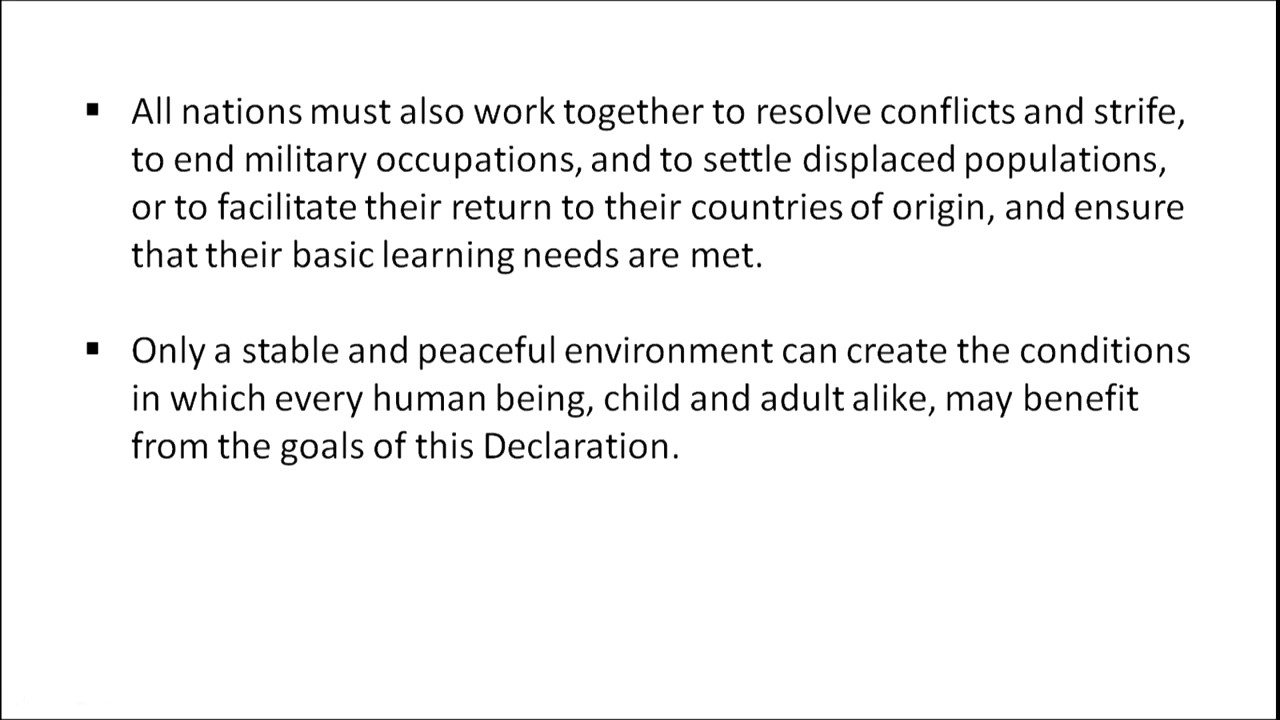 ▪ All nations must also work together to resolve conflicts and strife,
to end military occupations, and to settle displaced populations,
or to facilitate their return to their countries of origin, and ensure
that their basic learning needs are met.
▪ Only a stable and peaceful environment can create the conditions
in which every human being, child and adult alike, may benefit
from the goals of this Declaration.